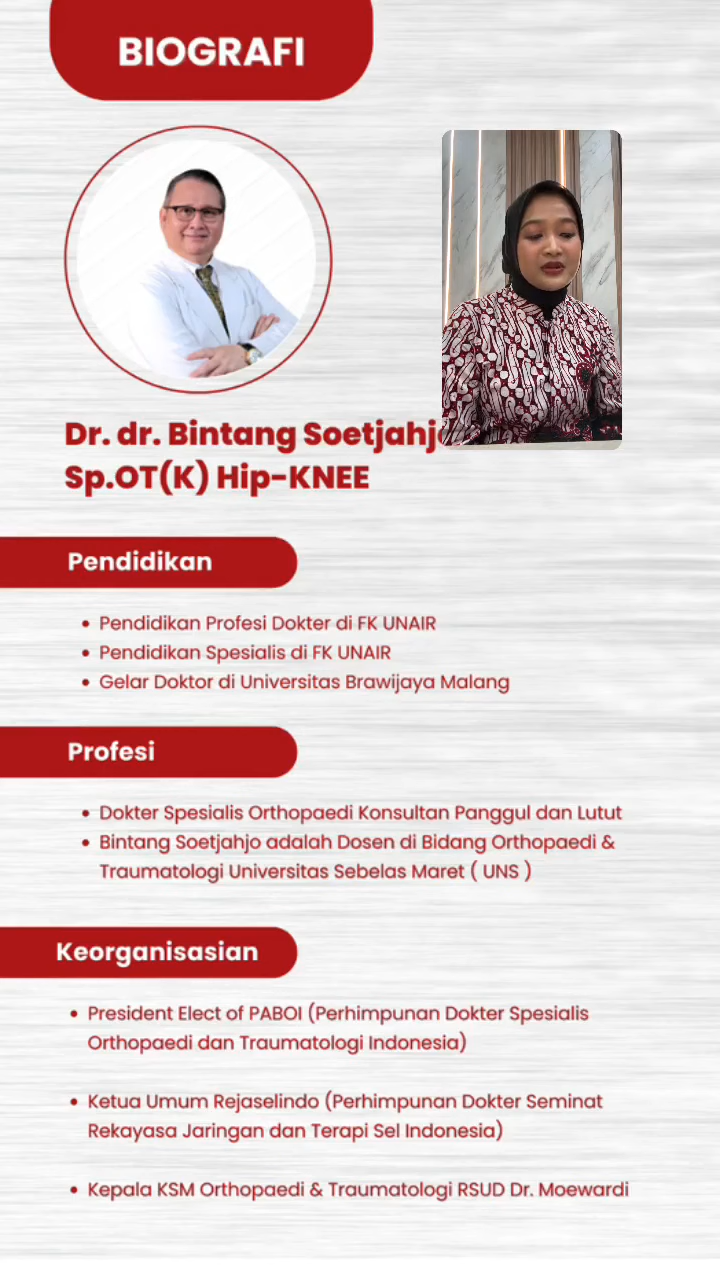 BIOGRAFI
Dr. dr. Bintang Soetjahjo
Sp.OT(K) Hip-KNEE
Pendidikan
• Pendidikan Profesi Dokter di FK UNAIR
• Pendidikan Spesialis di FK UNAIR
• Gelar Doktor di Universitas Brawijaya Malang
Profesi
• Dokter Spesialis Orthopaedi Konsultan Panggul dan Lutut
• Bintang Soetjahjo adalah Dosen di Bidang Orthopaedi &
Traumatologi Universitas Sebelas Maret ( UNS )
Keorganisasian
• President Elect of PABOI (Perhimpunan Dokter Spesialis
Orthopaedi dan Traumatologi Indonesia)
• Ketua Umum Rejaselindo (Perhimpunan Dokter Seminat
Rekayasa Jaringan dan Terapi Sel Indonesia)
• Kepala KSM Orthopaedi & Traumatologi RSUD Dr. Moewardi